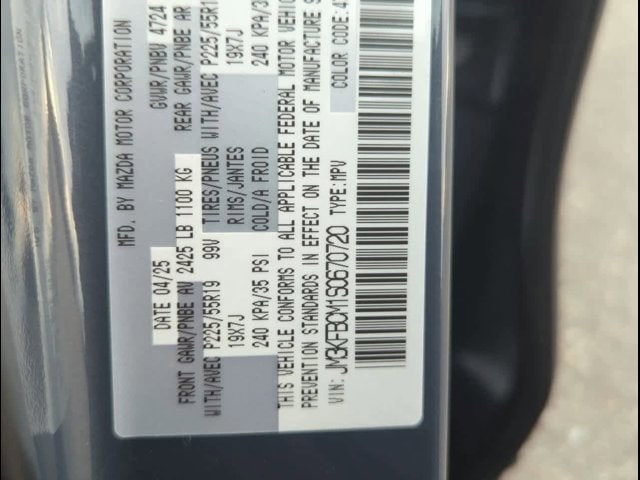 MFD. BY MAZDA MOTOR CORPORATION
DATE 04/25 GVWR/PNBV 4724
FRONT GAWR/PNBE AV 2425 LB 1100 KG REAR GAWR/PNBE AR
WITH/AVEC P225/55R19 99V TIRES/PNEUS WITH/AVEC P225/55R1
19X7J RIMS/JANTES 19X7J
240 KPA/35 PSI COLD/A FROID 240 KPA/3
THIS VEHICLE CONFORMS TO ALL APPLICABLE FEDERAL MOTOR VEHIC
PREVENTION STANDARDS IN EFFECT ON THE DATE OF MANUFACTURE S
VIN: JM3KFBCM1S0670720 TYPE: MPV COLOR CODE:4